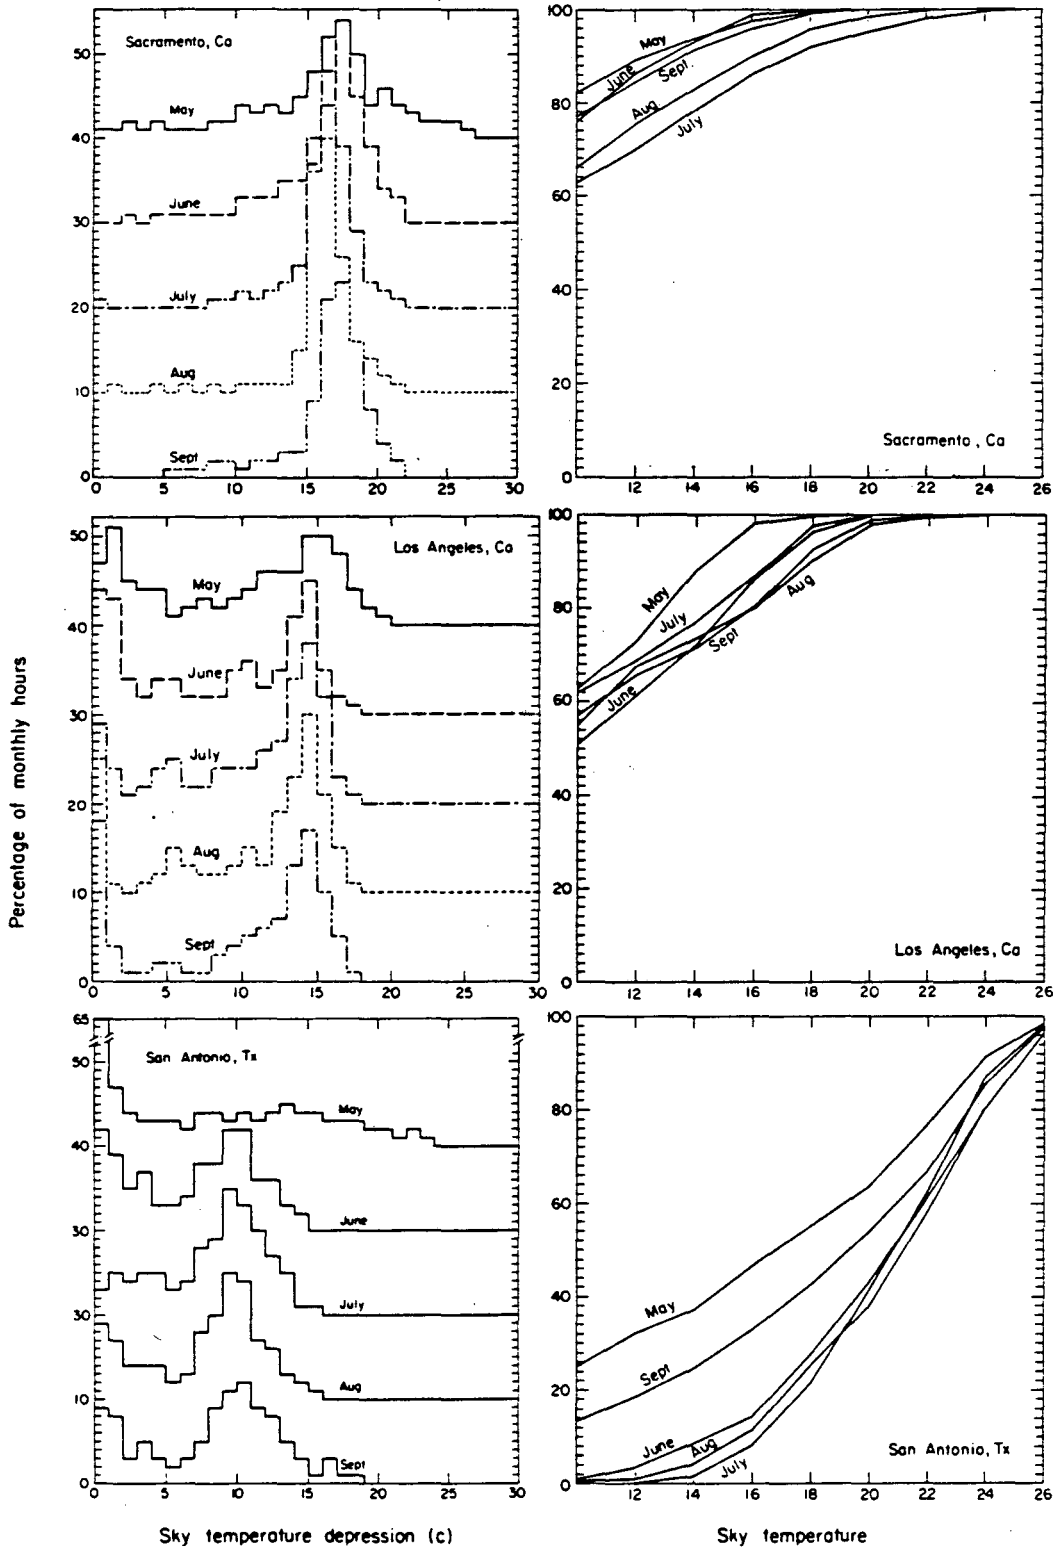 Sacramento, Ca
May
June
July
Aug
Sept
50
40
30
20
10
0
0 5 10 15 20 25 30
May
June
Sept.
Aug
July
Sacramento, Ca
100
80
60
40
20
0
12 14 16 18 20 22 24 26
Los Angeles, Ca
May
June
July
Aug
Sept
50
40
30
20
10
0
0 5 10 15 20 25 30
May
July
Sept
Aug
June
Los Angeles, Ca
100
80
60
40
20
0
12 14 16 18 20 22 24 26
San Antonio, Tx
May
June
July
Aug
Sept
65
50
40
30
30
10
0
0 5 10 15 20 25 30
May
Sept
June
Aug
July
San Antonio, Tx
100
80
60
40
20
0
12 14 16 18 20 22 24 26
Percentage of monthly hours
Sky temperature depression (c)
Sky temperature